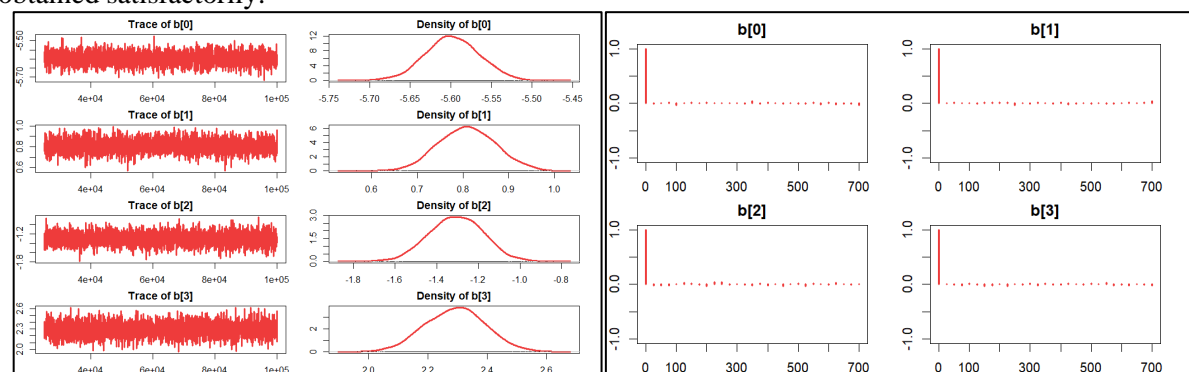 obtained satisfactorily.
Trace of b[0]
-5.70 -5.50
4e+04 6e+04 8e+04 1e+05
Density of b[0]
0 4 8 12
-5.75 -5.70 -5.65 -5.60 -5.55 -5.50 -5.45
Trace of b[1]
0.6 0.8 1.0
4e+04 6e+04 8e+04 1e+05
Density of b[1]
0 2 4 6
0.6 0.7 0.8 0.9 1.0
Trace of b[2]
-1.8 -1.2
4e+04 6e+04 8e+04 1e+05
Density of b[2]
0.0 1.5 3.0
-1.8 -1.6 -1.4 -1.2 -1.0 -0.8
Trace of b[3]
2.0 2.3 2.6
4e+04 6e+04 8e+04 1e+05
Density of b[3]
0 2
2.0 2.2 2.4 2.6
b[0]
-1.0 0.0 1.0
0 100 300 500 700
b[1]
-1.0 0.0 1.0
0 100 300 500 700
b[2]
-1.0 0.0 1.0
0 100 300 500 700
b[3]
-1.0 0.0 1.0
0 100 300 500 700